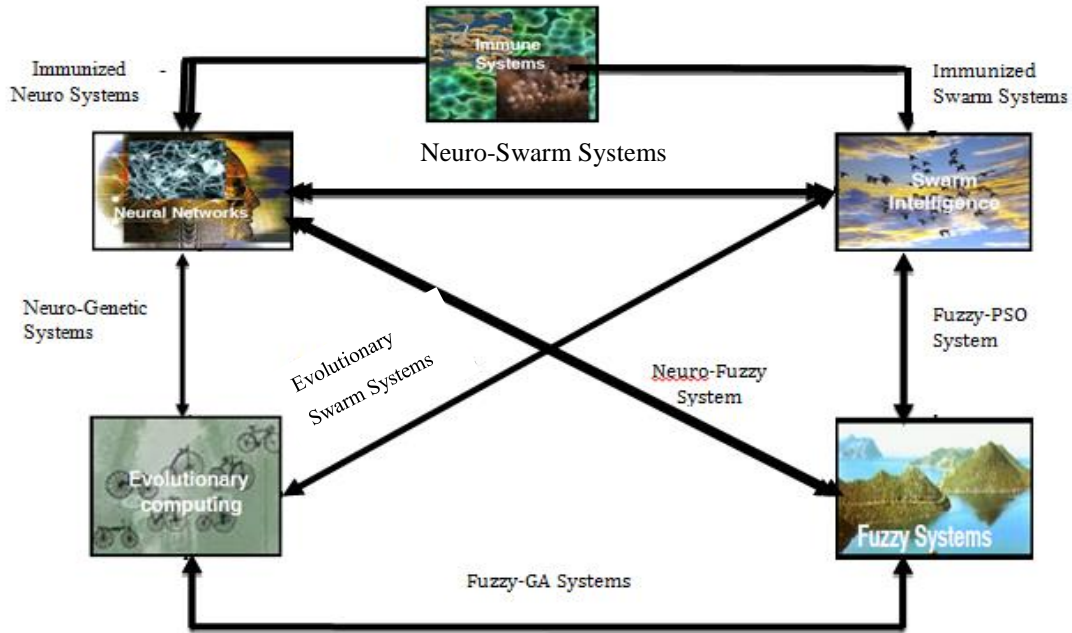 Immune
Systems
Immunized -
Neuro Systems
Immunized
Swarm Systems
Neuro-Swarm Systems
Neural Networks
Swarm
Intelligence
Neuro-Genetic
Systems
Fuzzy-PSO
System
Evolutionary
Swarm Systems
Neuro-Fuzzy
System
Evolutionary
computing
Fuzzy Systems
Fuzzy-GA Systems